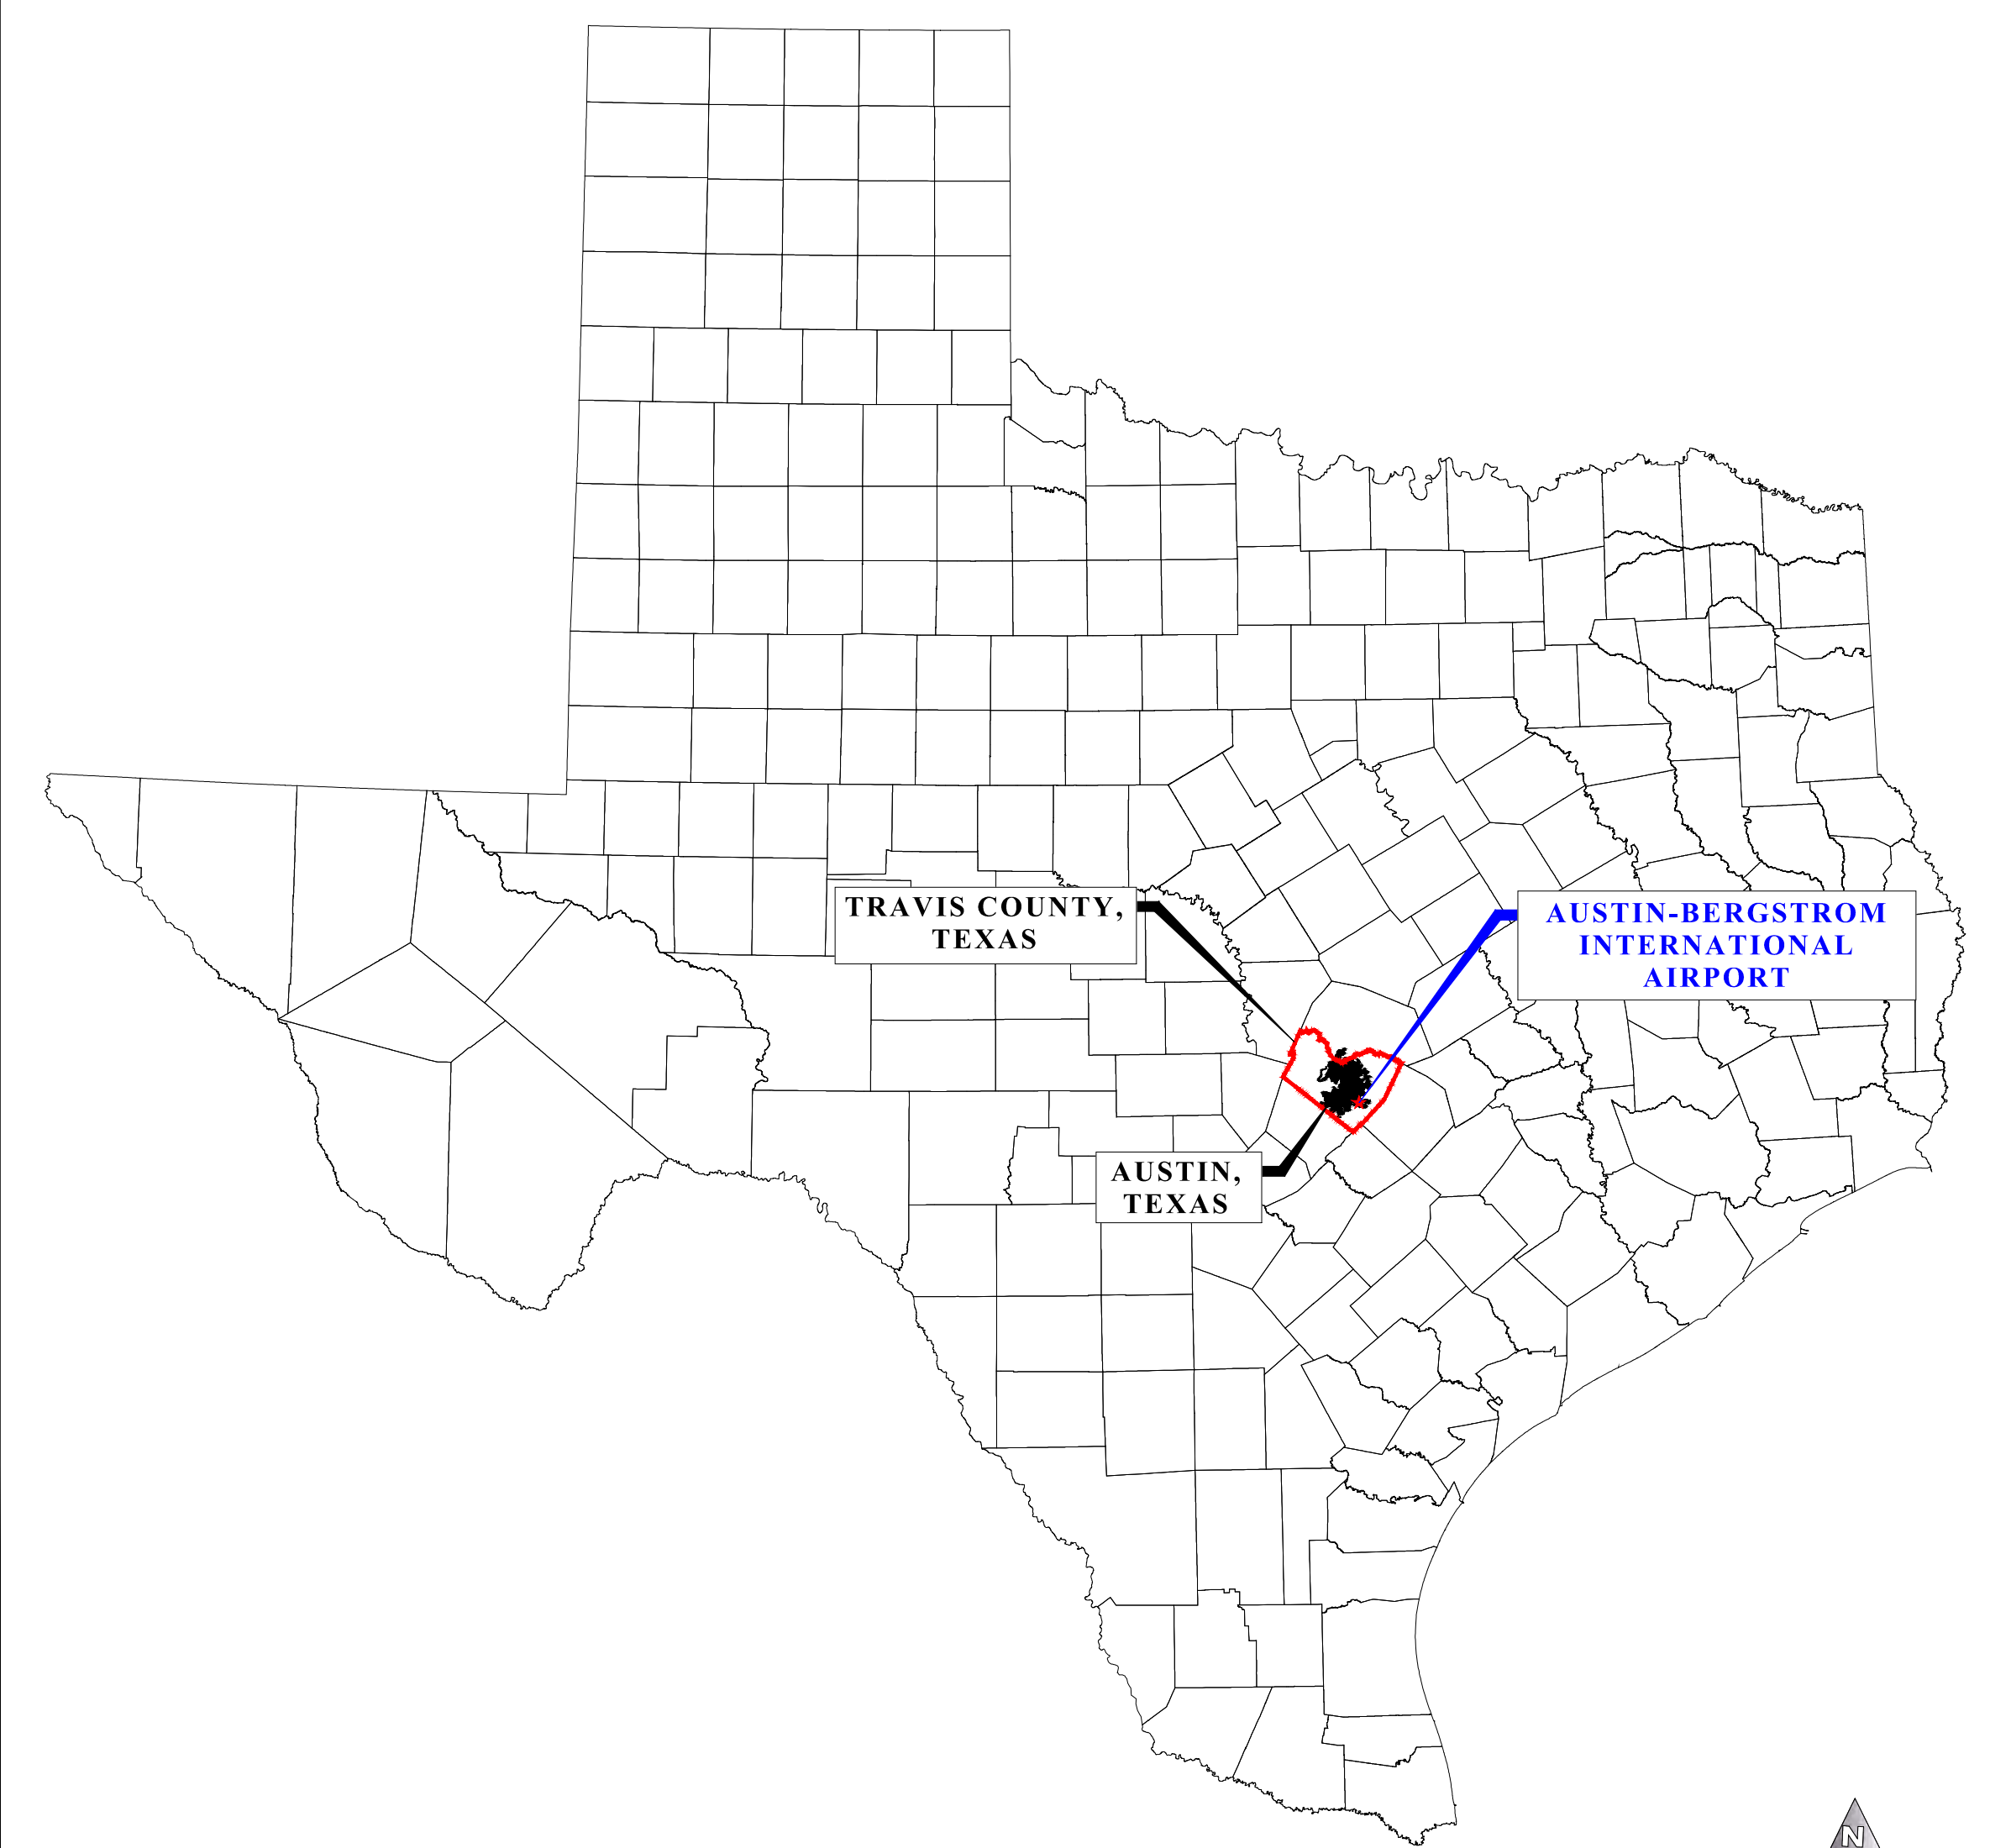 TRAVIS COUNTY,
TEXAS
AUSTIN-BERGSTROM
INTERNATIONAL
AIRPORT
AUSTIN,
TEXAS
N